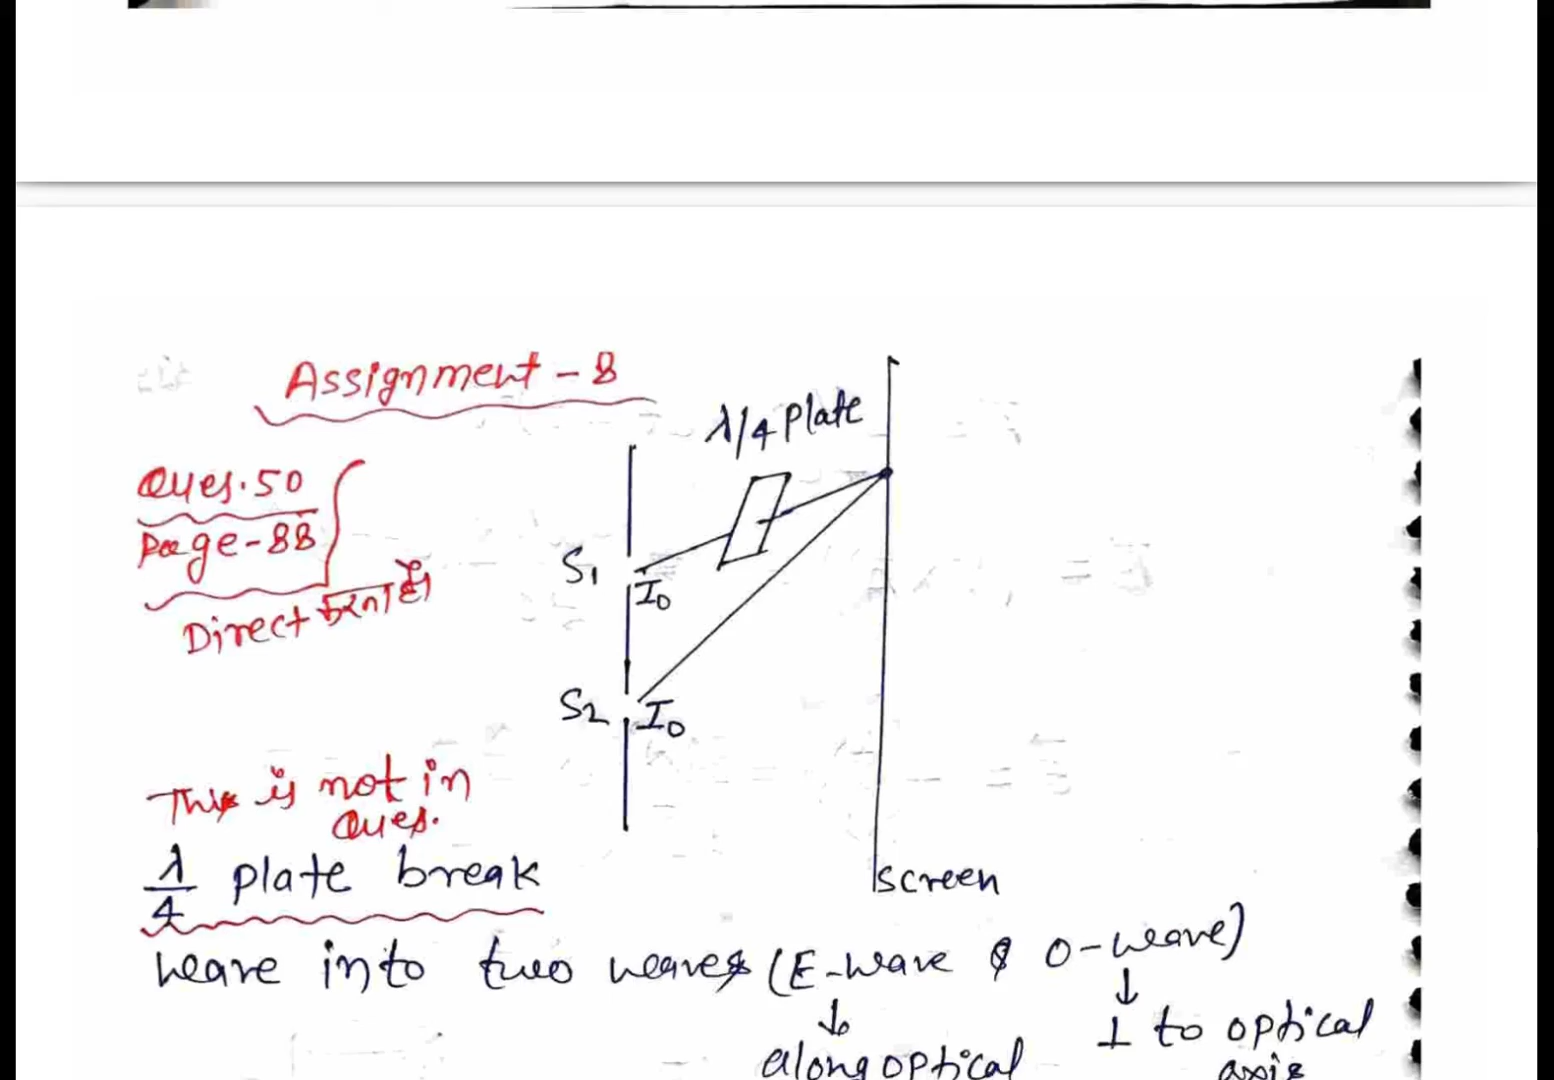 Assignment - 8
λ/4 Plate
Ques. 50
Page - 88
Direct
S1
I0
S2
I0
This is not in
Ques.
screen
λ/4 plate break
wave into two waves (E-wave & O-wave)
↓ ↓
along optical
⊥ to optical
axis